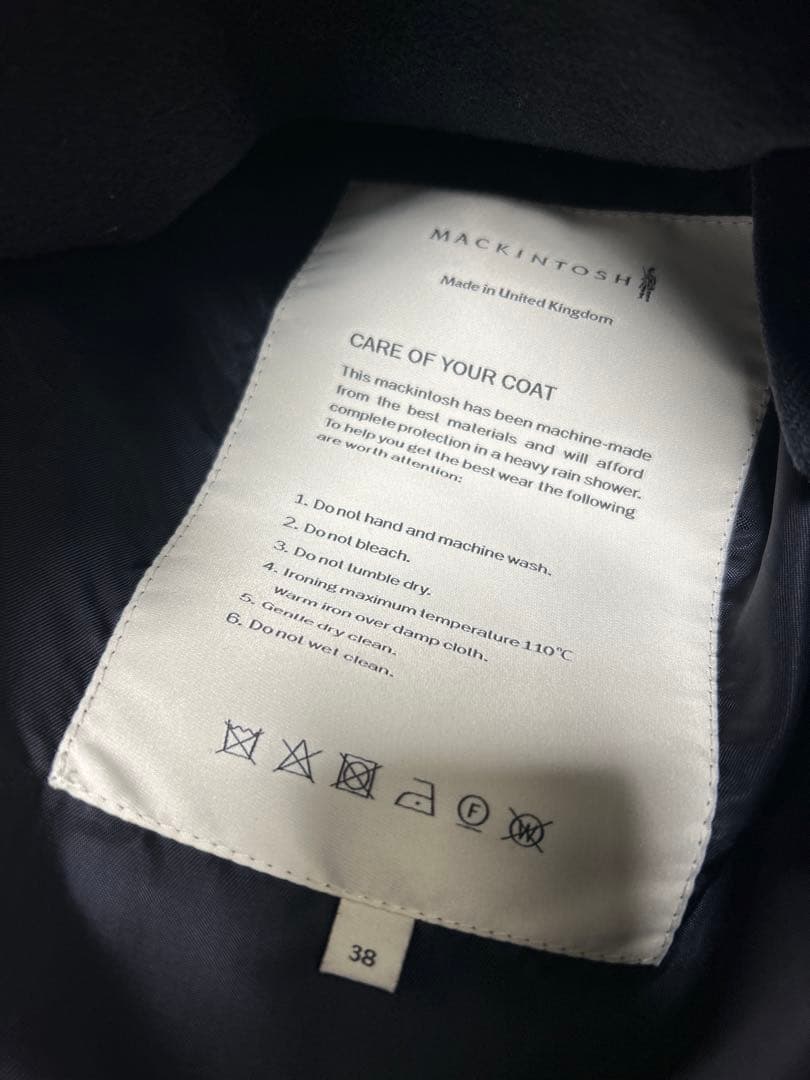 MACKINTOSH
Made in United Kingdom
CARE OF YOUR COAT
This mackintosh has been machine-made
from the best materials and will afford
complete protection in a heavy rain shower.
To help you get the best wear the following
are worth attention:
1. Do not hand and machine wash.
2. Do not bleach.
3. Do not tumble dry.
4. Ironing maximum temperature 110°C
Warm iron over damp cloth.
5. Gentle dry clean.
6. Do not wet clean.
F W
38